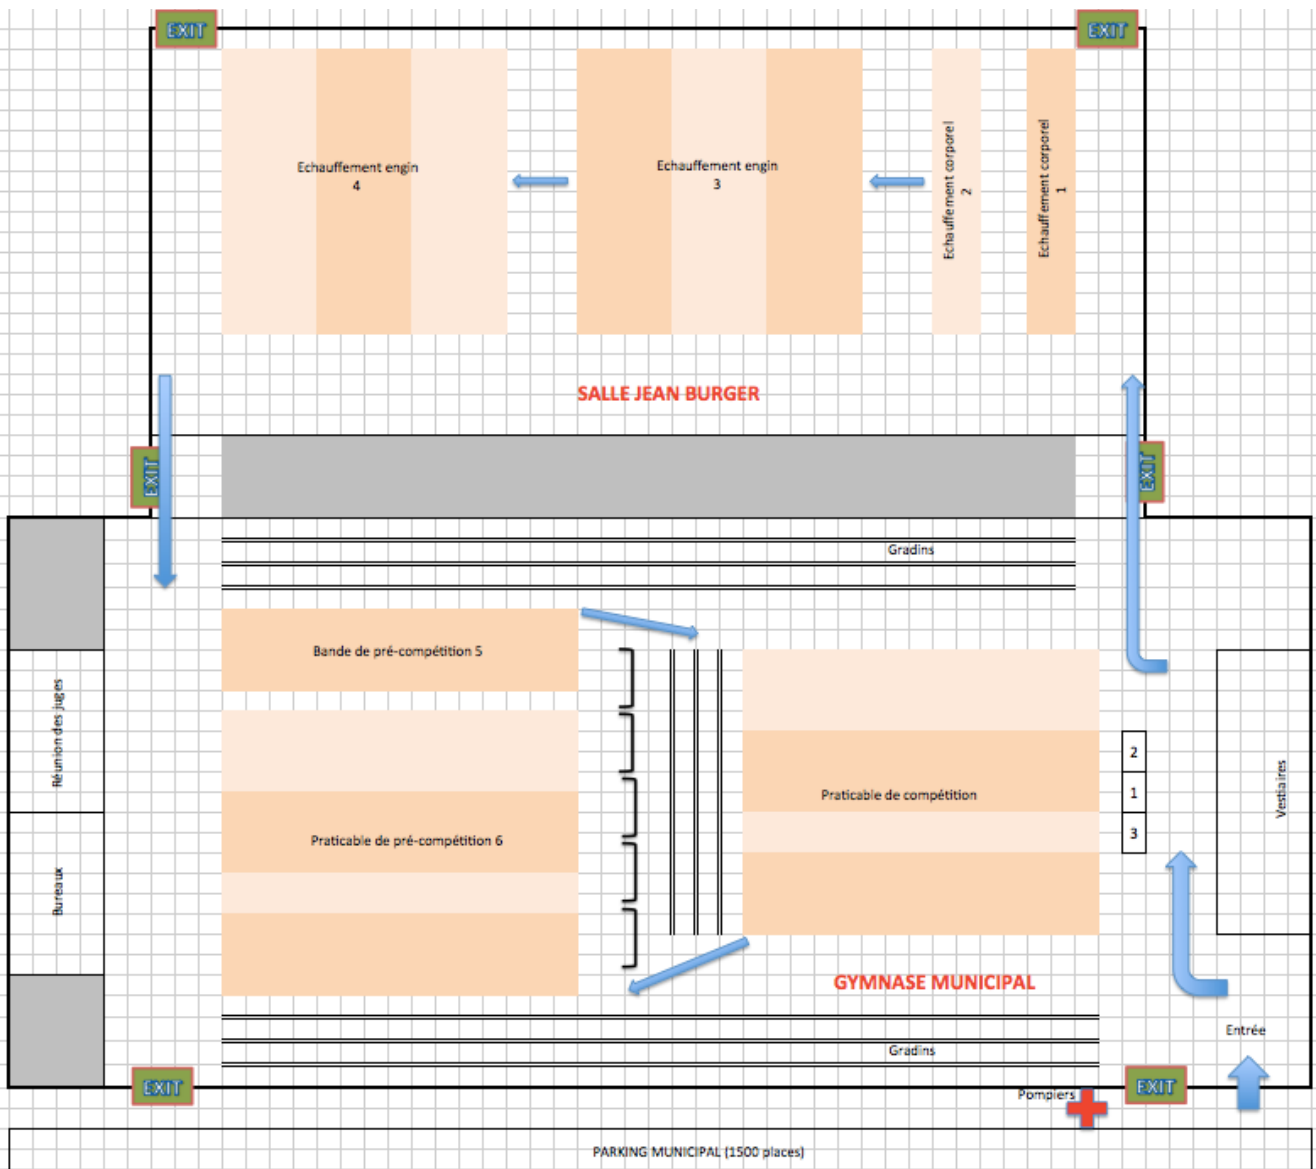 EXIT
EXIT
Echauffement engin
4
Echauffement engin
3
Echauffement corporel
2
Echauffement corporel
1
SALLE JEAN BURGER
EXIT
EXIT
Gradins
Bande de pré-compétition 5
Réunion des juges
2
Praticable de compétition
1
Vestiaires
3
Praticable de pré-compétition 6
Bureaux
GYMNASE MUNICIPAL
Entrée
Gradins
EXIT
EXIT
Pompiers
PARKING MUNICIPAL (1500 places)